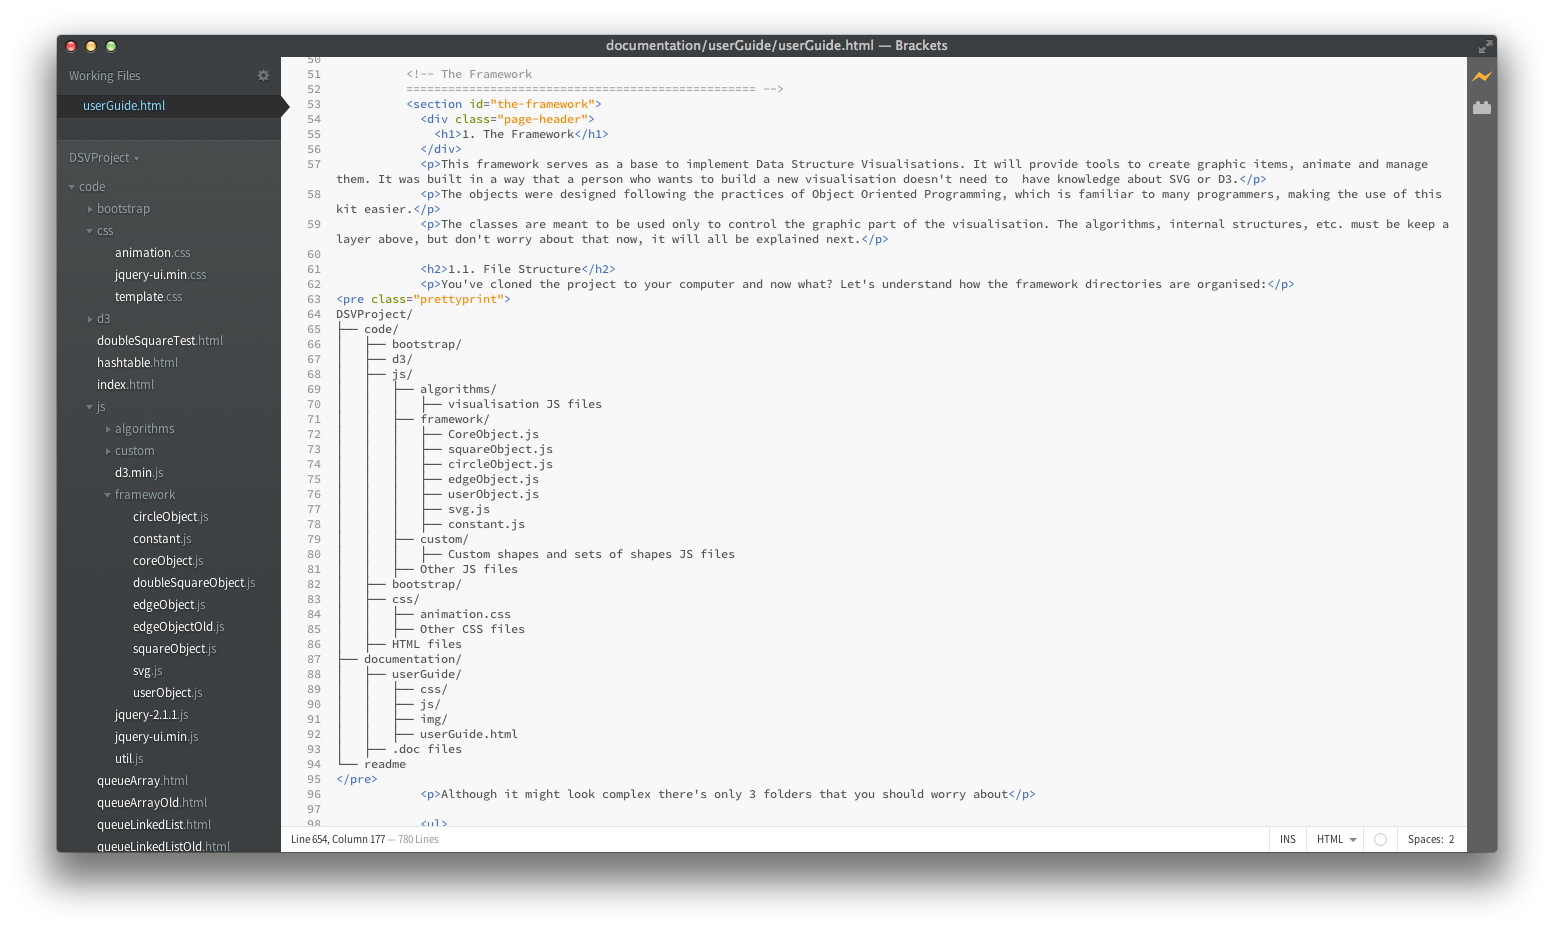 documentation/userGuide/userGuide.html — Brackets
Working Files
userGuide.html
DSVProject
code
bootstrap
css
animation.css
jquery-ui.min.css
template.css
d3
doubleSquareTest.html
hashtable.html
index.html
js
algorithms
custom
d3.min.js
framework
circleObject.js
constant.js
coreObject.js
doubleSquareObject.js
edgeObject.js
edgeObjectOld.js
squareObject.js
svg.js
userObject.js
jquery-2.1.1.js
jquery-ui.min.js
util.js
queueArray.html
queueArrayOld.html
queueLinkedList.html
queueLinkedListOld.html
50
51 <!-- The Framework
52 ================================================== -->
53 <section id="the-framework">
54 <div class="page-header">
55 <h1>1. The Framework</h1>
56 </div>
57 <p>This framework serves as a base to implement Data Structure Visualisations. It will provide tools to create graphic items, animate and manage
them. It was built in a way that a person who wants to build a new visualisation doesn't need to  have knowledge about SVG or D3.</p>
58 <p>The objects were designed following the practices of Object Oriented Programming, which is familiar to many programmers, making the use of this
kit easier.</p>
59 <p>The classes are meant to be used only to control the graphic part of the visualisation. The algorithms, internal structures, etc. must be keep a
layer above, but don't worry about that now, it will all be explained next.</p>
60
61 <h2>1.1. File Structure</h2>
62 <p>You've cloned the project to your computer and now what? Let's understand how the framework directories are organised:</p>
63 <pre class="prettyprint">
64 DSVProject/
65 ├── code/
66 │   ├── bootstrap/
67 │   ├── d3/
68 │   ├── js/
69 │   │   ├── algorithms/
70 │   │   │   ├── visualisation JS files
71 │   │   ├── framework/
72 │   │   │   ├── CoreObject.js
73 │   │   │   ├── squareObject.js
74 │   │   │   ├── circleObject.js
75 │   │   │   ├── edgeObject.js
76 │   │   │   ├── userObject.js
77 │   │   │   ├── svg.js
78 │   │   │   ├── constant.js
79 │   │   ├── custom/
80 │   │   │   ├── Custom shapes and sets of shapes JS files
81 │   │   ├── Other JS files
82 │   ├── bootstrap/
83 │   ├── css/
84 │   │   ├── animation.css
85 │   │   ├── Other CSS files
86 │   ├── HTML files
87 ├── documentation/
88 │   ├── userGuide/
89 │   │   ├── css/
90 │   │   ├── js/
91 │   │   ├── img/
92 │   │   ├── userGuide.html
93 │   ├── .doc files
94 └── readme
95 </pre>
96 <p>Although it might look complex there's only 3 folders that you should worry about</p>
97
98 <ul>
Line 654, Column 177 — 780 Lines
INS
HTML
Spaces: 2